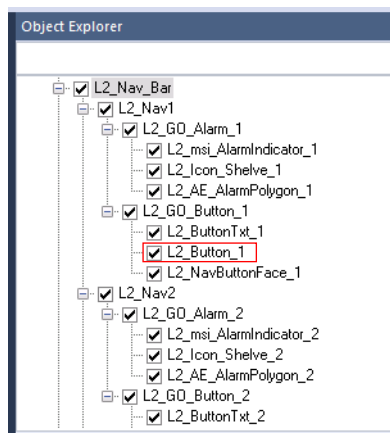 Object Explorer
L2_Nav_Bar
L2_Nav1
L2_GO_Alarm_1
L2_msi_AlarmIndicator_1
L2_Icon_Shelve_1
L2_AE_AlarmPolygon_1
L2_GO_Button_1
L2_ButtonTxt_1
L2_Button_1
L2_NavButtonFace_1
L2_Nav2
L2_GO_Alarm_2
L2_msi_AlarmIndicator_2
L2_Icon_Shelve_2
L2_AE_AlarmPolygon_2
L2_GO_Button_2
L2_ButtonTxt_2